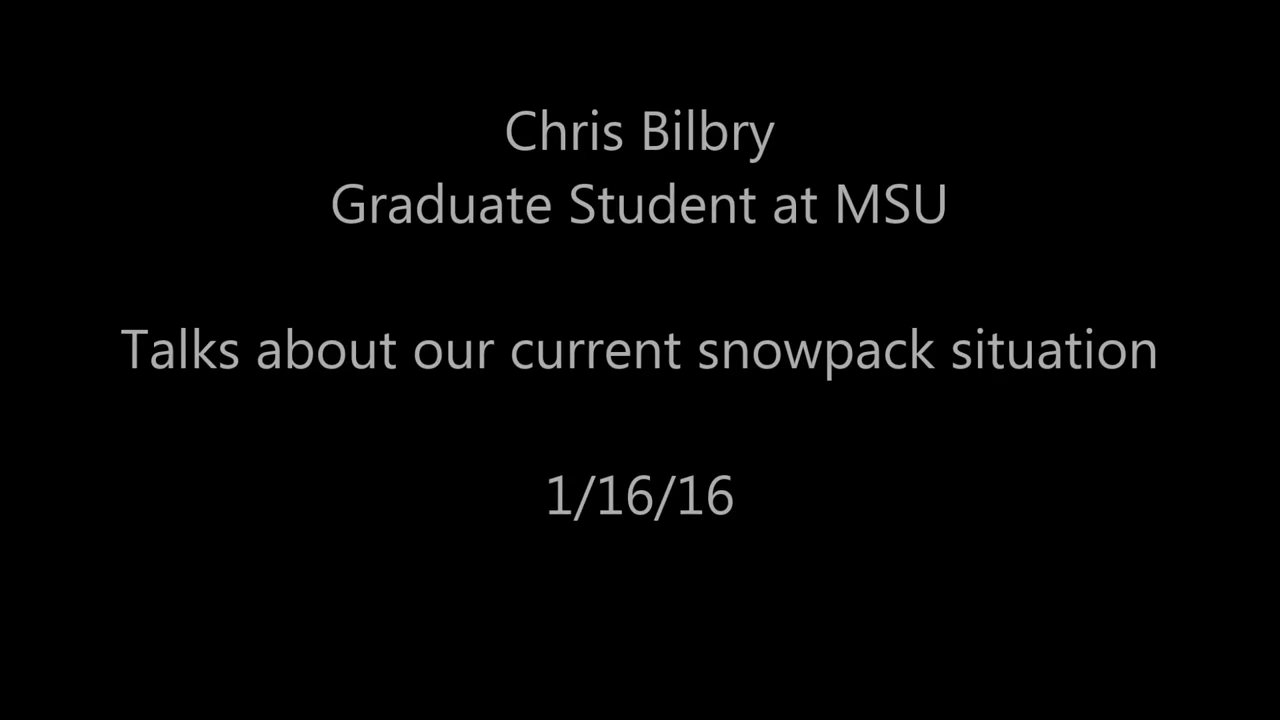 Chris Bilbry
Graduate Student at MSU
Talks about our current snowpack situation
1/16/16